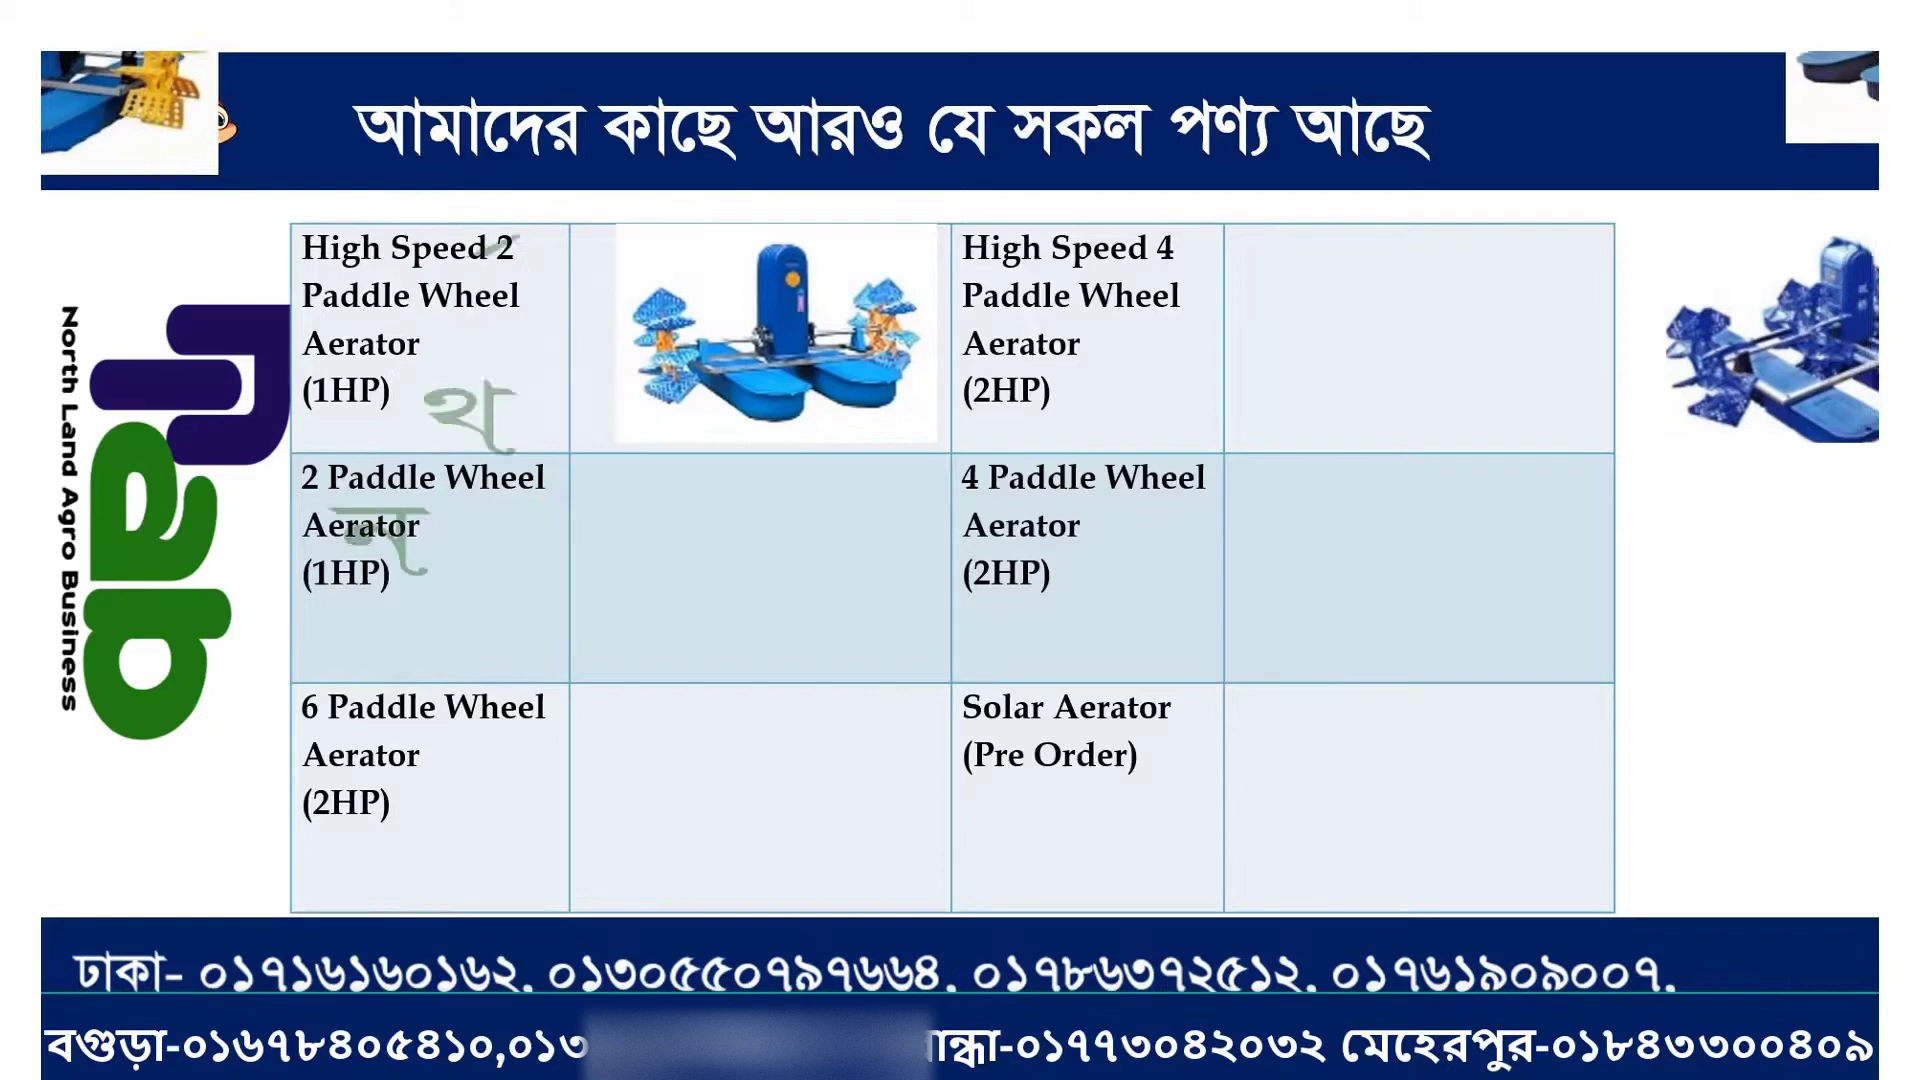 আমাদের কাছে আরও যে সকল পণ্য আছে
High Speed 2
Paddle Wheel
Aerator
(1HP)
High Speed 4
Paddle Wheel
Aerator
(2HP)
2 Paddle Wheel
Aerator
(1HP)
4 Paddle Wheel
Aerator
(2HP)
6 Paddle Wheel
Aerator
(2HP)
Solar Aerator
(Pre Order)
nab
North Land Agro Business
ঢাকা- ০১৭১৬১৬০১৬২, ০১৩০৫৫০৭৯৭৬৬৪, ০১৭৮৬৩৭২৫১২, ০১৭৬১৯০৯০০৭,
বগুড়া-০১৬৭৮৪০৫৪১০, -০১৭৭৩০৪২০৩২ মেহেরপুর-০১৮৪৩৩০০৪০৯